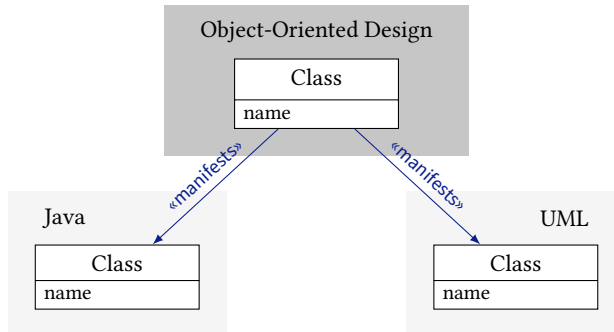 Object-Oriented Design
Class
name
«manifests»
«manifests»
Java
UML
Class
Class
name
name